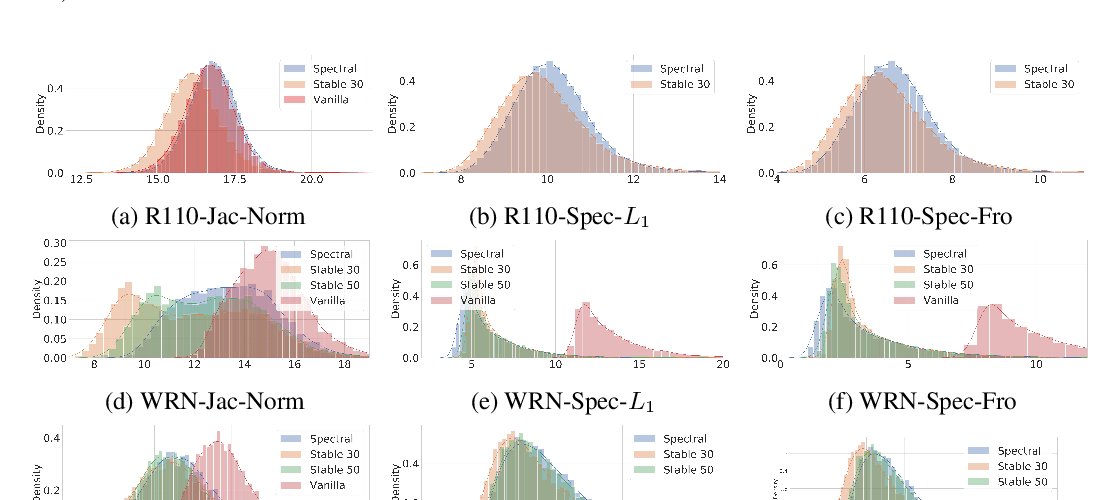 Spectral
Stable 30
Vanilla
Density
0.4
0.2
0.0
12.5 15.0 17.5 20.0
Spectral
Stable 30
Density
0.4
0.2
0.0
8 10 12 14
Spectral
Stable 30
Density
0.4
0.2
0.0
4 6 8 10
(a) R110-Jac-Norm
(b) R110-Spec-L₁
(c) R110-Spec-Fro
0.30
0.25
0.20
0.15
0.10
0.05
0.00
Density
Spectral
Stable 30
Stable 50
Vanilla
8 10 12 14 16 18
Spectral
Stable 30
Stable 50
Vanilla
Density
0.6
0.4
0.2
0.0
5 10 15 20
Spectral
Stable 30
Stable 50
Vanilla
Density
0.6
0.4
0.2
0.0
0 5 10
(d) WRN-Jac-Norm
(e) WRN-Spec-L₁
(f) WRN-Spec-Fro
0.4
0.2
Density
Spectral
Stable 30
Stable 50
Vanilla
0.4
Density
Spectral
Stable 30
Stable 50
Spectral
Stable 30
Stable 50